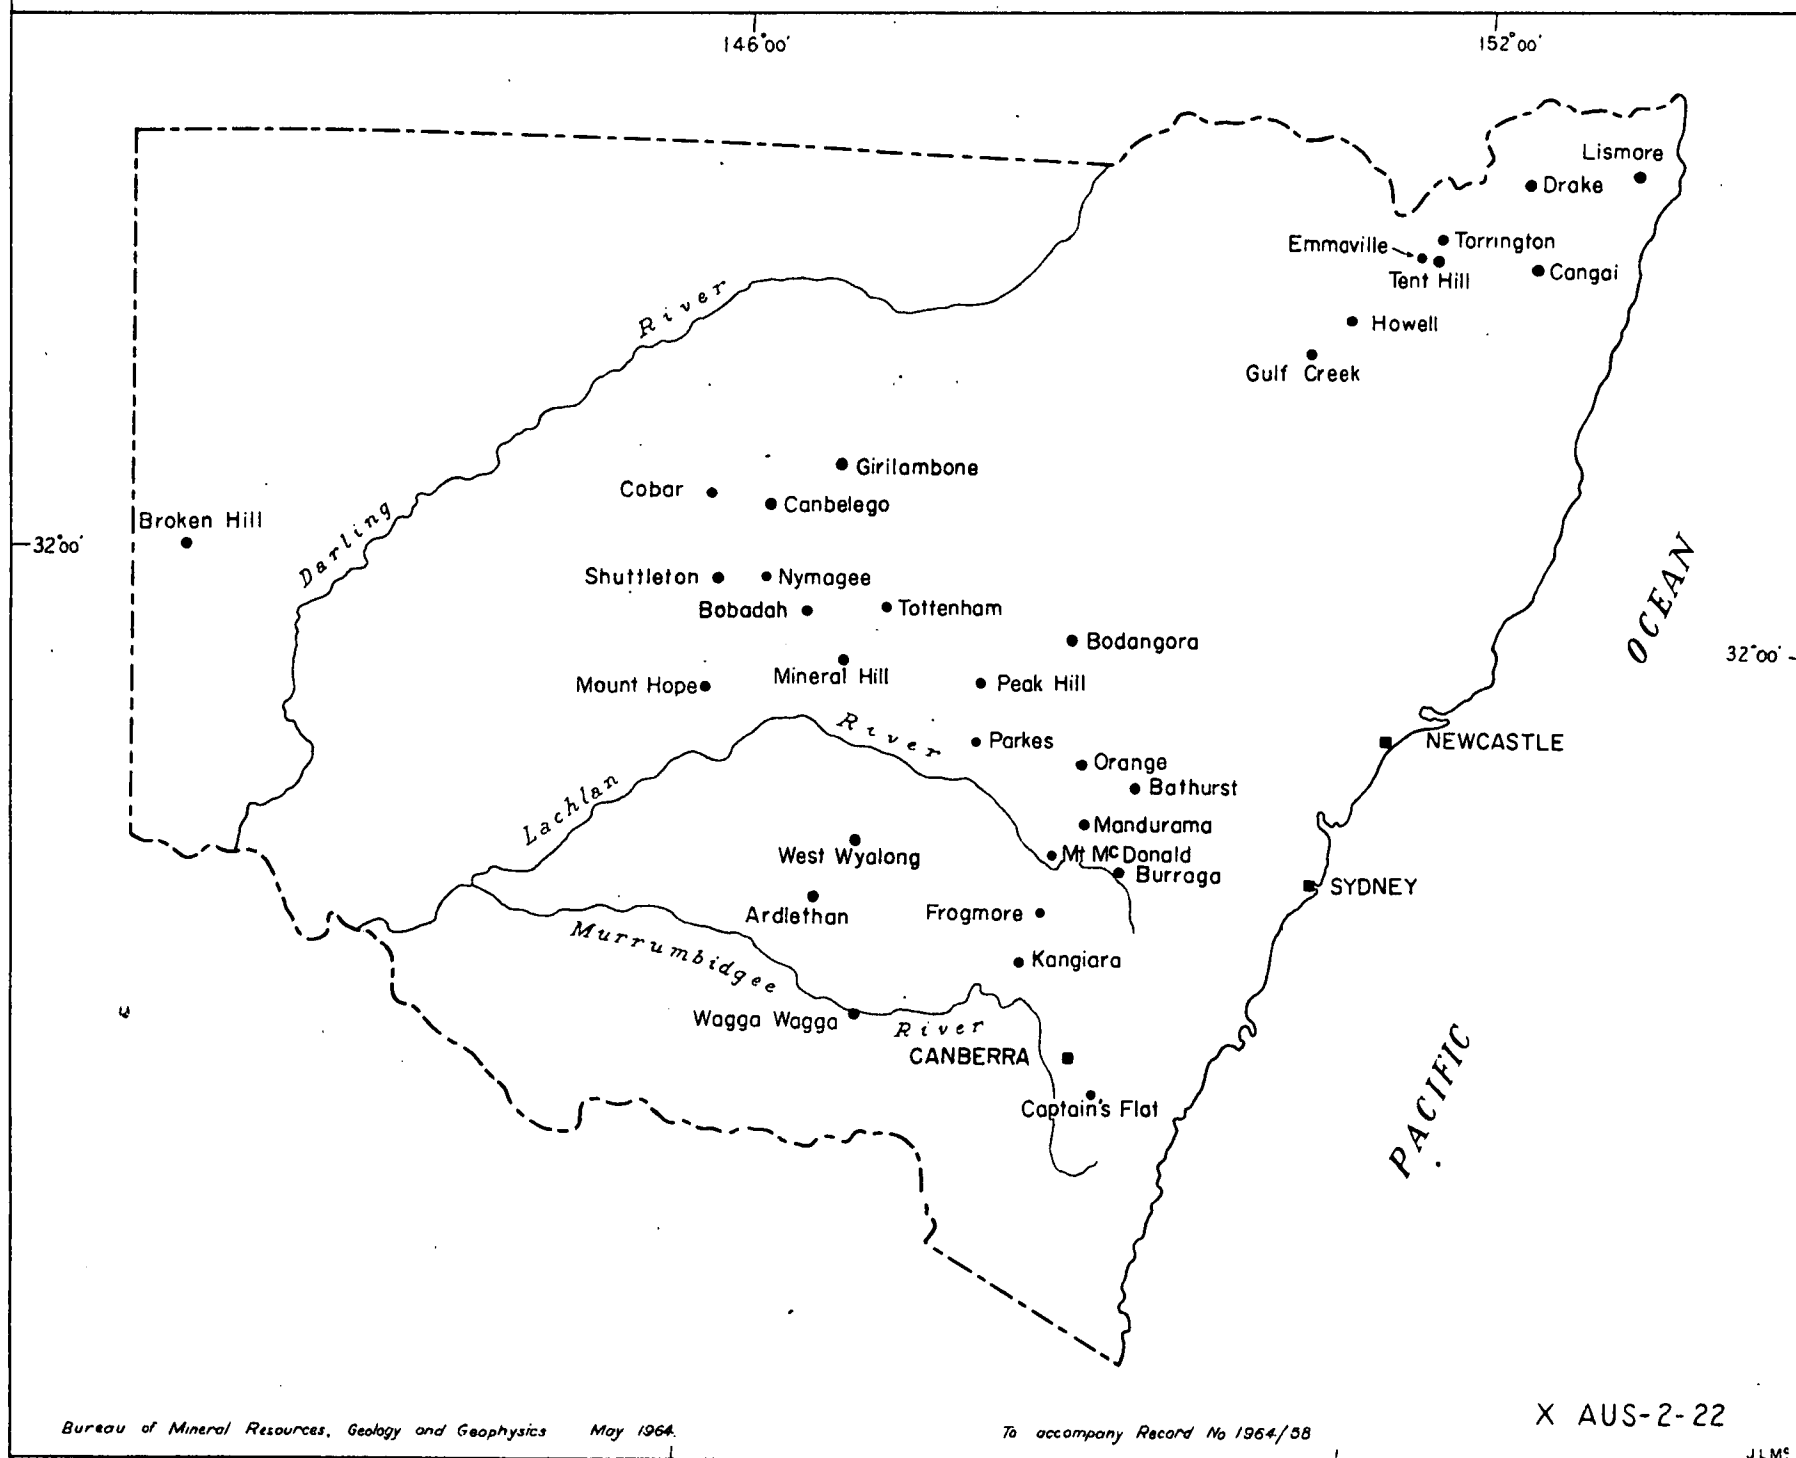 146°00'
152°00'
Lismore
Drake
Emmaville
Torrington
Tent Hill
Cangai
Howell
Gulf Creek
Darling River
Girilambone
Cobar
Canbelego
Broken Hill
32°00'
Shuttleton
Nymagee
Bobadah
Tottenham
Bodangora
Mineral Hill
Mount Hope
Peak Hill
32°00'
PACIFIC OCEAN
Lachlan River
Parkes
NEWCASTLE
Orange
Bathurst
Mandurama
West Wyalong
Mt McDonald
Burraga
SYDNEY
Ardlethan
Frogmore
Murrumbidgee River
Kangiara
Wagga Wagga
CANBERRA
Captain's Flat
X AUS-2-22
Bureau of Mineral Resources, Geology and Geophysics May 1964.
To accompany Record No 1964/58
JLMc